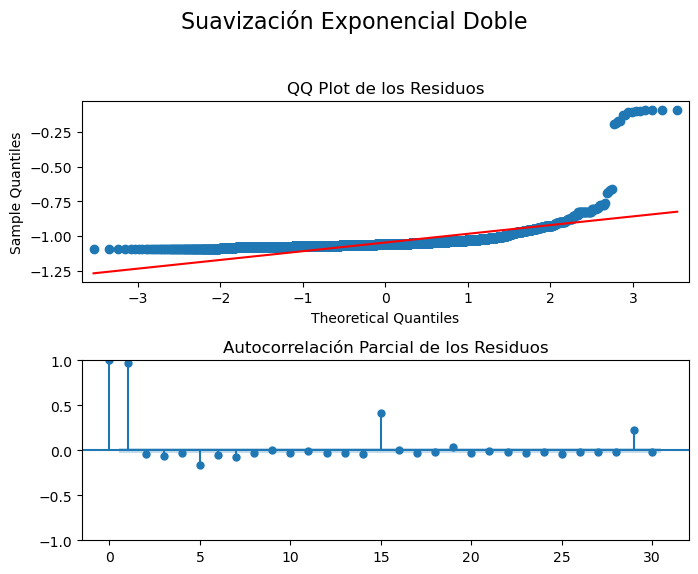 Suavización Exponencial Doble
QQ Plot de los Residuos
−0.25
−0.50
−0.75
−1.00
−1.25
Sample Quantiles
−3 −2 −1 0 1 2 3
Theoretical Quantiles
Autocorrelación Parcial de los Residuos
1.0
0.5
0.0
−0.5
−1.0
0 5 10 15 20 25 30